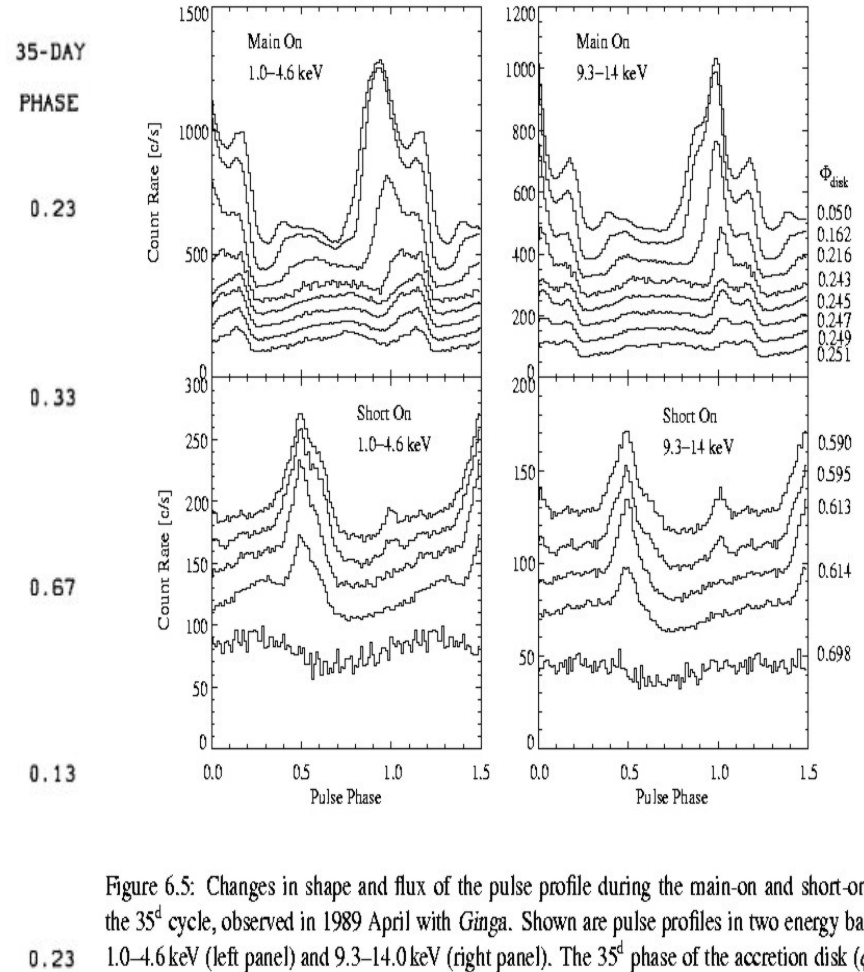 35-DAY
PHASE
0.23
0.33
0.67
0.13
0.23
Main On
1.0–4.6 keV
Count Rate [c/s]
1500
1000
500
0
Main On
9.3–14 keV
1200
1000
800
600
400
200
0
Φdisk
0.050
0.162
0.216
0.243
0.245
0.247
0.249
0.251
Short On
1.0–4.6 keV
Count Rate [c/s]
300
250
200
150
100
50
0
0.0 0.5 1.0 1.5
Pulse Phase
Short On
9.3–14 keV
200
150
100
50
0
0.0 0.5 1.0 1.5
Pulse Phase
0.590
0.595
0.613
0.614
0.698
Figure 6.5: Changes in shape and flux of the pulse profile during the main-on and short-on
the 35d cycle, observed in 1989 April with Ginga. Shown are pulse profiles in two energy ba
1.0–4.6 keV (left panel) and 9.3–14.0 keV (right panel). The 35d phase of the accretion disk (